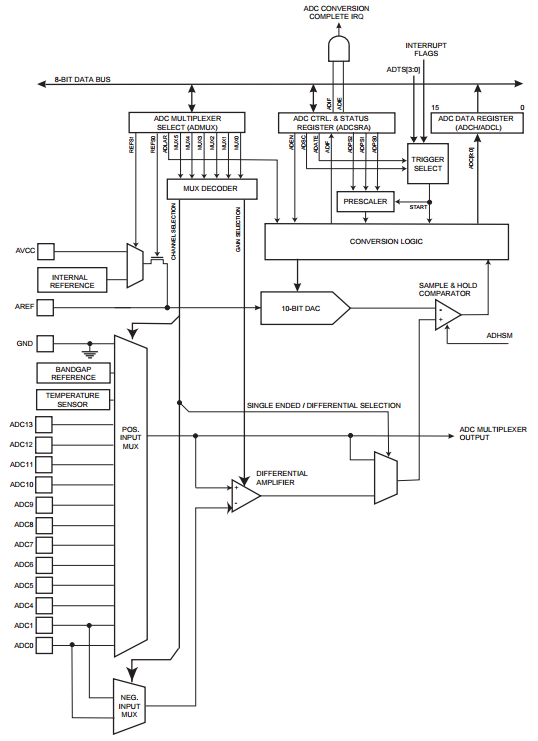 ADC CONVERSION
COMPLETE IRQ
INTERRUPT
FLAGS
ADTS[3:0]
8-BIT DATA BUS
15
0
ADC MULTIPLEXER
SELECT (ADMUX)
ADC CTRL. & STATUS
REGISTER (ADCSRA)
ADC DATA REGISTER
(ADCH/ADCL)
ADIF
ADIE
REFS1
REFS0
ADLAR
MUX5
MUX4
MUX3
MUX2
MUX1
MUX0
ADEN
ADSC
ADATE
ADIF
ADPS2
ADPS1
ADPS0
ADC[9:0]
TRIGGER
SELECT
MUX DECODER
PRESCALER
START
CHANNEL SELECTION
GAIN SELECTION
CONVERSION LOGIC
AVCC
INTERNAL
REFERENCE
SAMPLE & HOLD
COMPARATOR
AREF
10-BIT DAC
-
+
ADHSM
GND
BANDGAP
REFERENCE
TEMPERATURE
SENSOR
SINGLE ENDED / DIFFERENTIAL SELECTION
ADC13
ADC12
ADC11
ADC10
ADC9
ADC8
ADC7
ADC6
ADC5
ADC4
ADC1
ADC0
POS.
INPUT
MUX
ADC MULTIPLEXER
OUTPUT
DIFFERENTIAL
AMPLIFIER
+
-
NEG.
INPUT
MUX